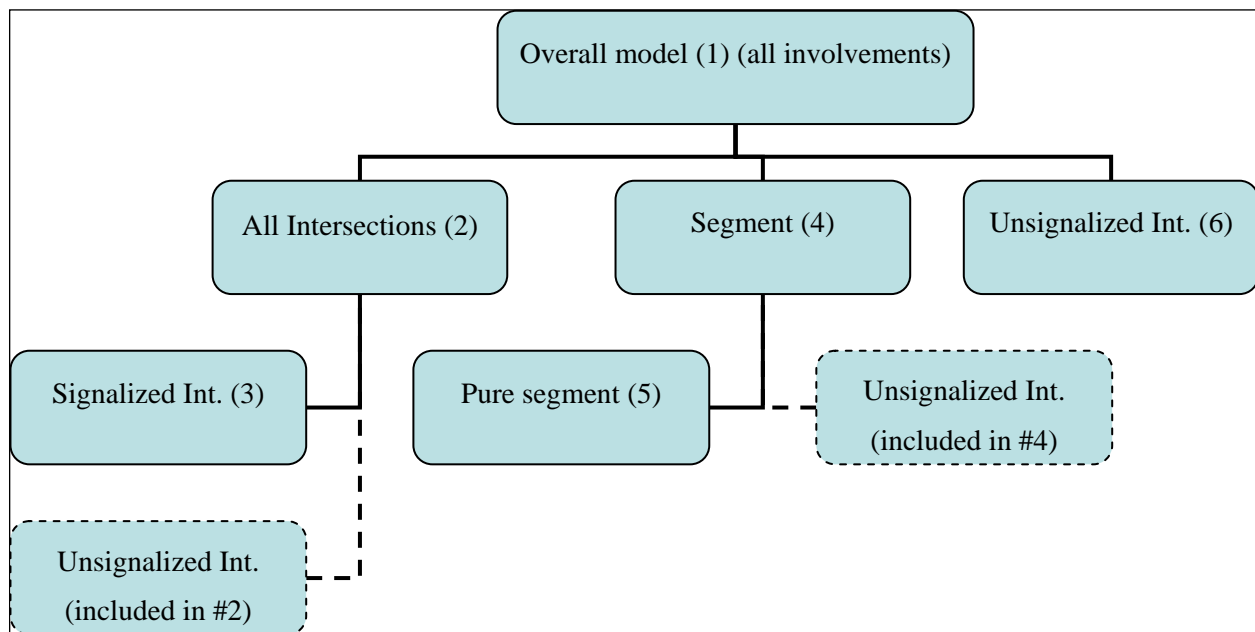 Overall model (1) (all involvements)
All Intersections (2)
Segment (4)
Unsignalized Int. (6)
Signalized Int. (3)
Pure segment (5)
Unsignalized Int.
(included in #4)
Unsignalized Int.
(included in #2)